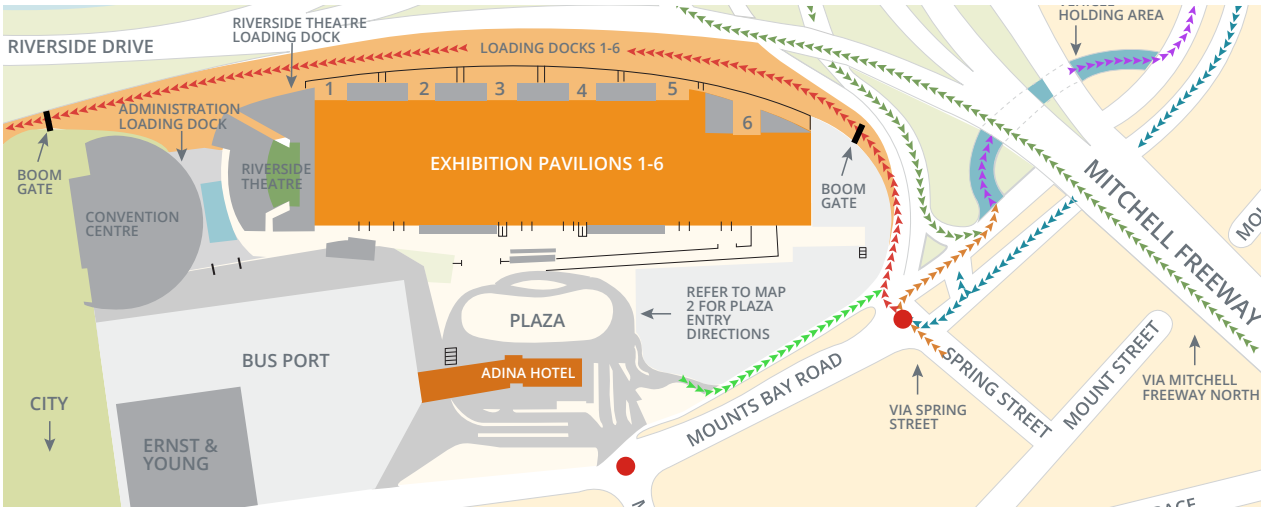 HOLDING AREA
RIVERSIDE THEATRE
LOADING DOCK
RIVERSIDE DRIVE
LOADING DOCKS 1-6
1
2
3
4
5
6
ADMINISTRATION
LOADING DOCK
BOOM
GATE
RIVERSIDE
THEATRE
EXHIBITION PAVILIONS 1-6
BOOM
GATE
MITCHELL FREEWAY
CONVENTION
CENTRE
REFER TO MAP
2 FOR PLAZA
ENTRY
DIRECTIONS
PLAZA
BUS PORT
ADINA HOTEL
MOUNTS BAY ROAD
SPRING STREET
MOUNT STREET
VIA MITCHELL
FREEWAY NORTH
VIA SPRING
STREET
CITY
ERNST &
YOUNG